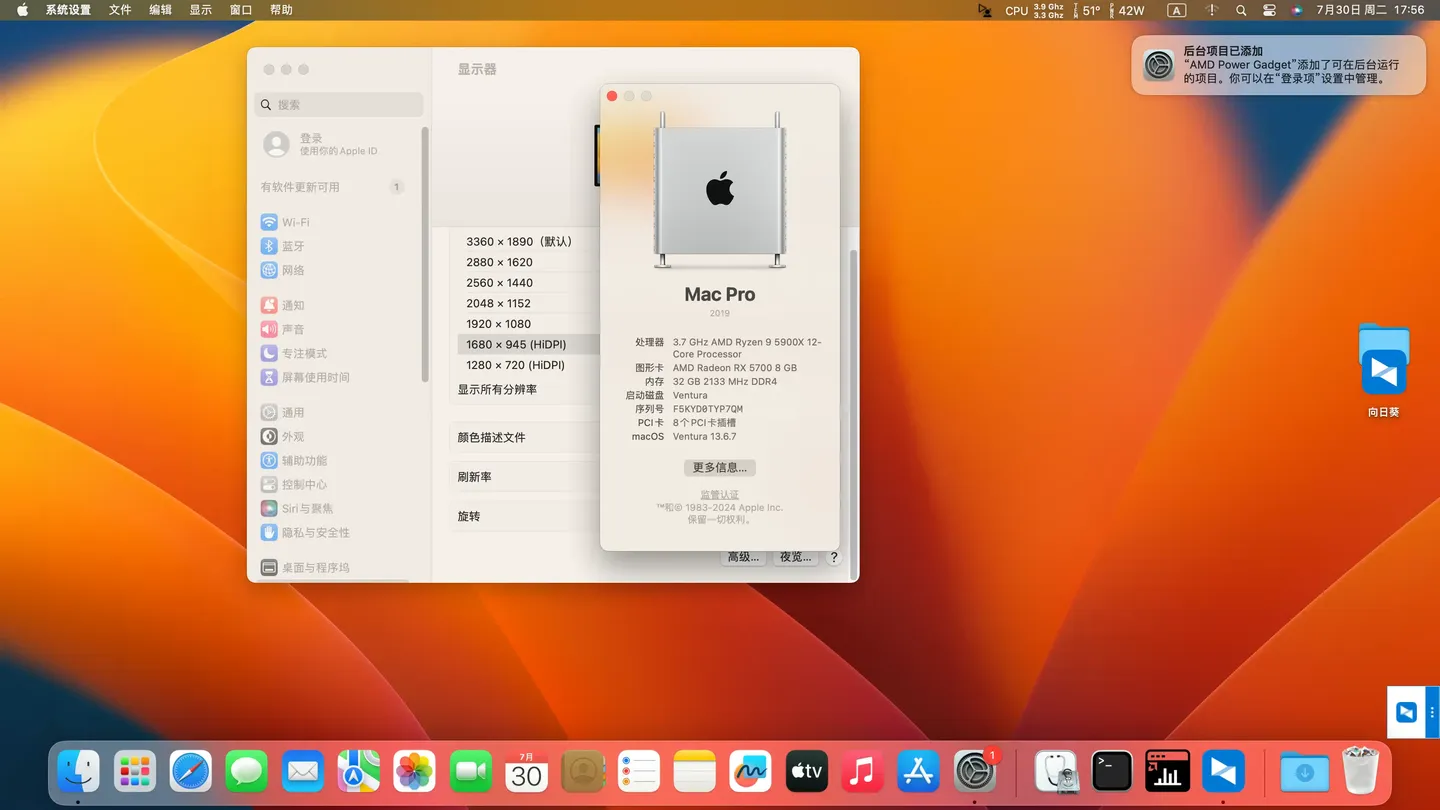 系统设置 文件 编辑 显示 窗口 帮助
CPU 3.9 Ghz 3.3 Ghz 51° 42W A 7月30日 周二 17:56
后台项目已添加
“AMD Power Gadget”添加了可在后台运行
的项目。你可以在“登录项”设置中管理。
搜索
登录
使用你的 Apple ID
有软件更新可用 1
Wi-Fi
蓝牙
网络
通知
声音
专注模式
屏幕使用时间
通用
外观
辅助功能
控制中心
Siri与聚焦
隐私与安全性
桌面与程序坞
显示器
3360 × 1890（默认）
2880 × 1620
2560 × 1440
2048 × 1152
1920 × 1080
1680 × 945 (HiDPI)
1280 × 720 (HiDPI)
显示所有分辨率
颜色描述文件
刷新率
旋转
高级... 夜览... ?
Mac Pro
2019
处理器 3.7 GHz AMD Ryzen 9 5900X 12-
Core Processor
图形卡 AMD Radeon RX 5700 8 GB
内存 32 GB 2133 MHz DDR4
启动磁盘 Ventura
序列号 F5KYD0TYP7QM
PCI卡 8个PCI卡插槽
macOS Ventura 13.6.7
更多信息...
监管认证
™和© 1983-2024 Apple Inc.
保留一切权利。
向日葵
7月
30
tv
1
>_